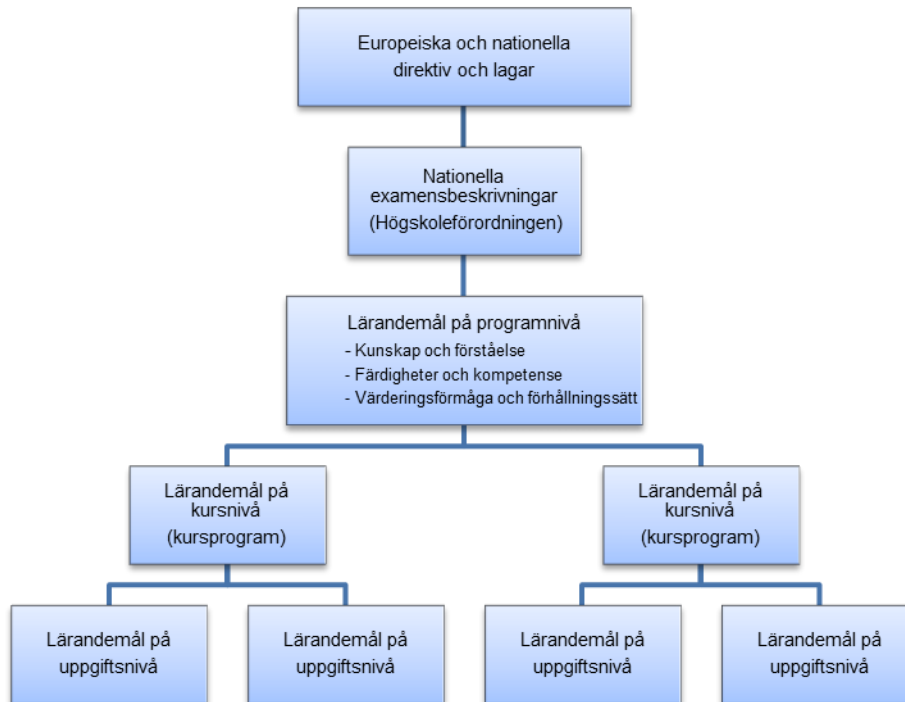 Europeiska och nationella
direktiv och lagar
Nationella
examensbeskrivningar
(Högskoleförordningen)
Lärandemål på programnivå
- Kunskap och förståelse
- Färdigheter och kompetense
- Värderingsförmåga och förhållningssätt
Lärandemål på
kursnivå
(kursprogram)
Lärandemål på
kursnivå
(kursprogram)
Lärandemål på
uppgiftsnivå
Lärandemål på
uppgiftsnivå
Lärandemål på
uppgiftsnivå
Lärandemål på
uppgiftsnivå